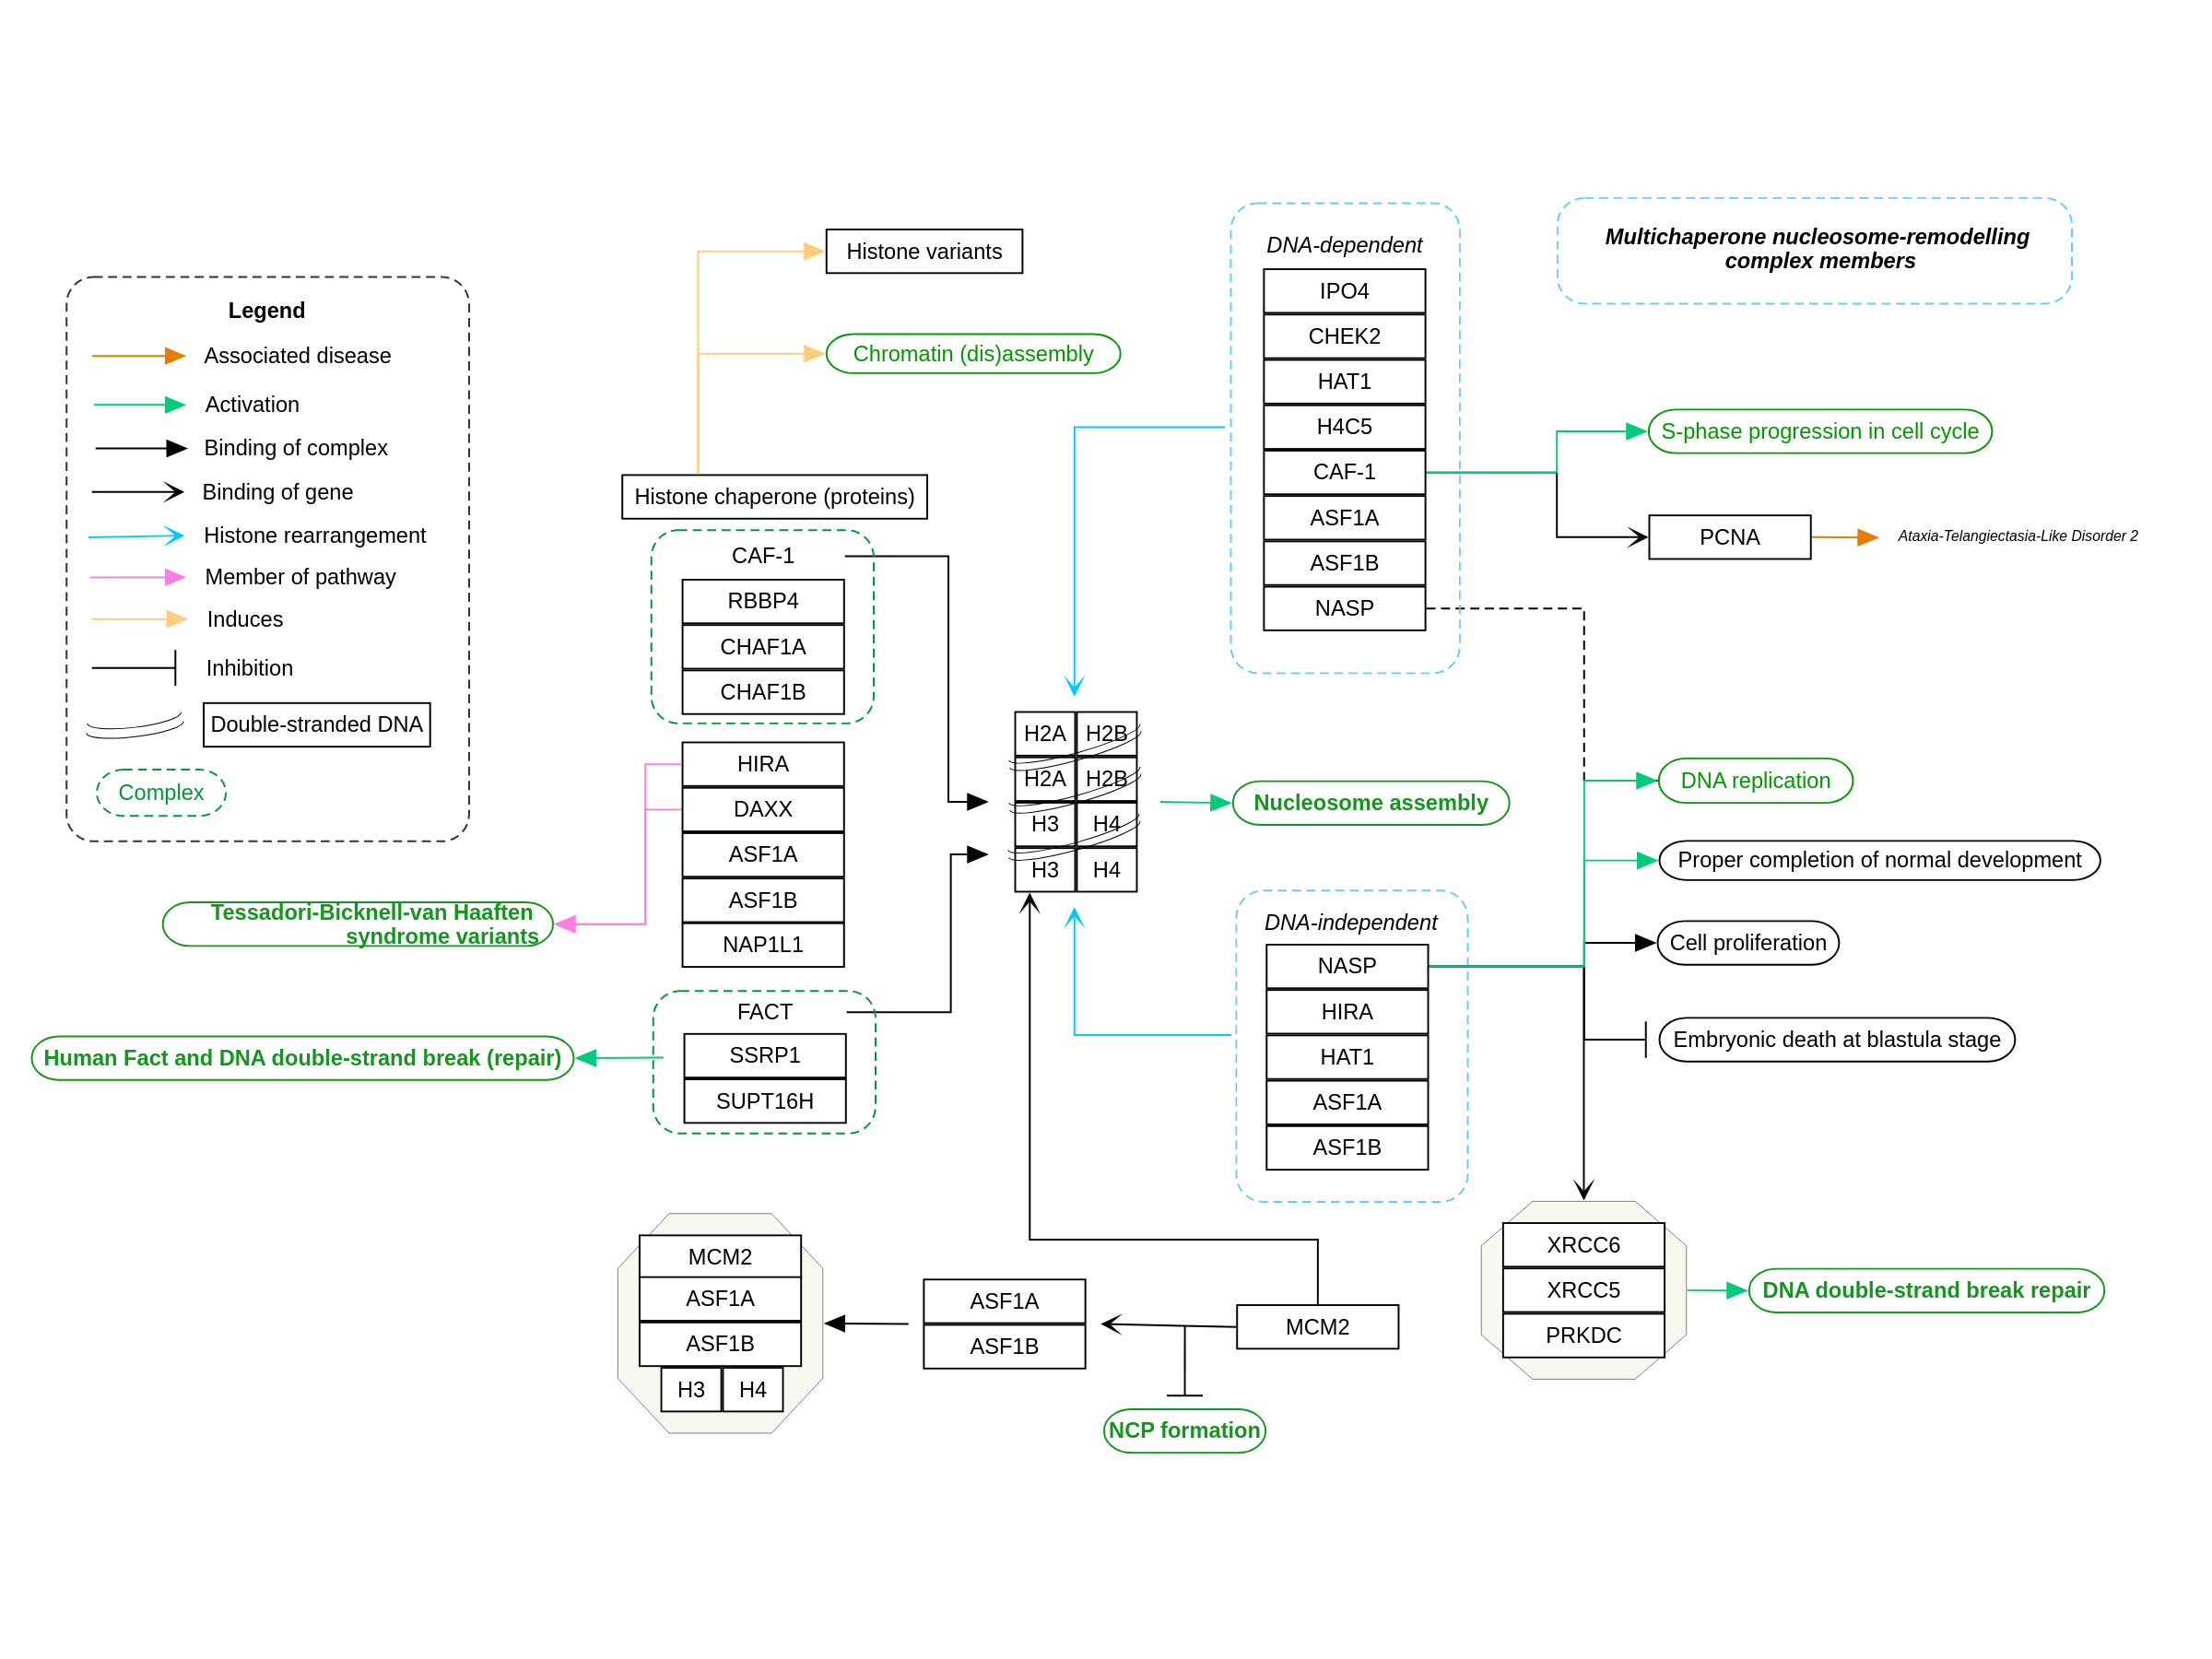 Legend
Associated disease
Activation
Binding of complex
Binding of gene
Histone rearrangement
Member of pathway
Induces
Inhibition
Double-stranded DNA
Complex
Histone variants
Chromatin (dis)assembly
Histone chaperone (proteins)
CAF-1
RBBP4
CHAF1A
CHAF1B
HIRA
DAXX
ASF1A
ASF1B
NAP1L1
Tessadori-Bicknell-van Haaften
syndrome variants
FACT
SSRP1
SUPT16H
Human Fact and DNA double-strand break (repair)
H2A H2B
H2A H2B
H3 H4
H3 H4
Nucleosome assembly
DNA-dependent
IPO4
CHEK2
HAT1
H4C5
CAF-1
ASF1A
ASF1B
NASP
Multichaperone nucleosome-remodelling
complex members
S-phase progression in cell cycle
PCNA
Ataxia-Telangiectasia-Like Disorder 2
DNA replication
Proper completion of normal development
Cell proliferation
Embryonic death at blastula stage
DNA-independent
NASP
HIRA
HAT1
ASF1A
ASF1B
MCM2
ASF1A
ASF1B
H3 H4
ASF1A
ASF1B
MCM2
NCP formation
XRCC6
XRCC5
PRKDC
DNA double-strand break repair